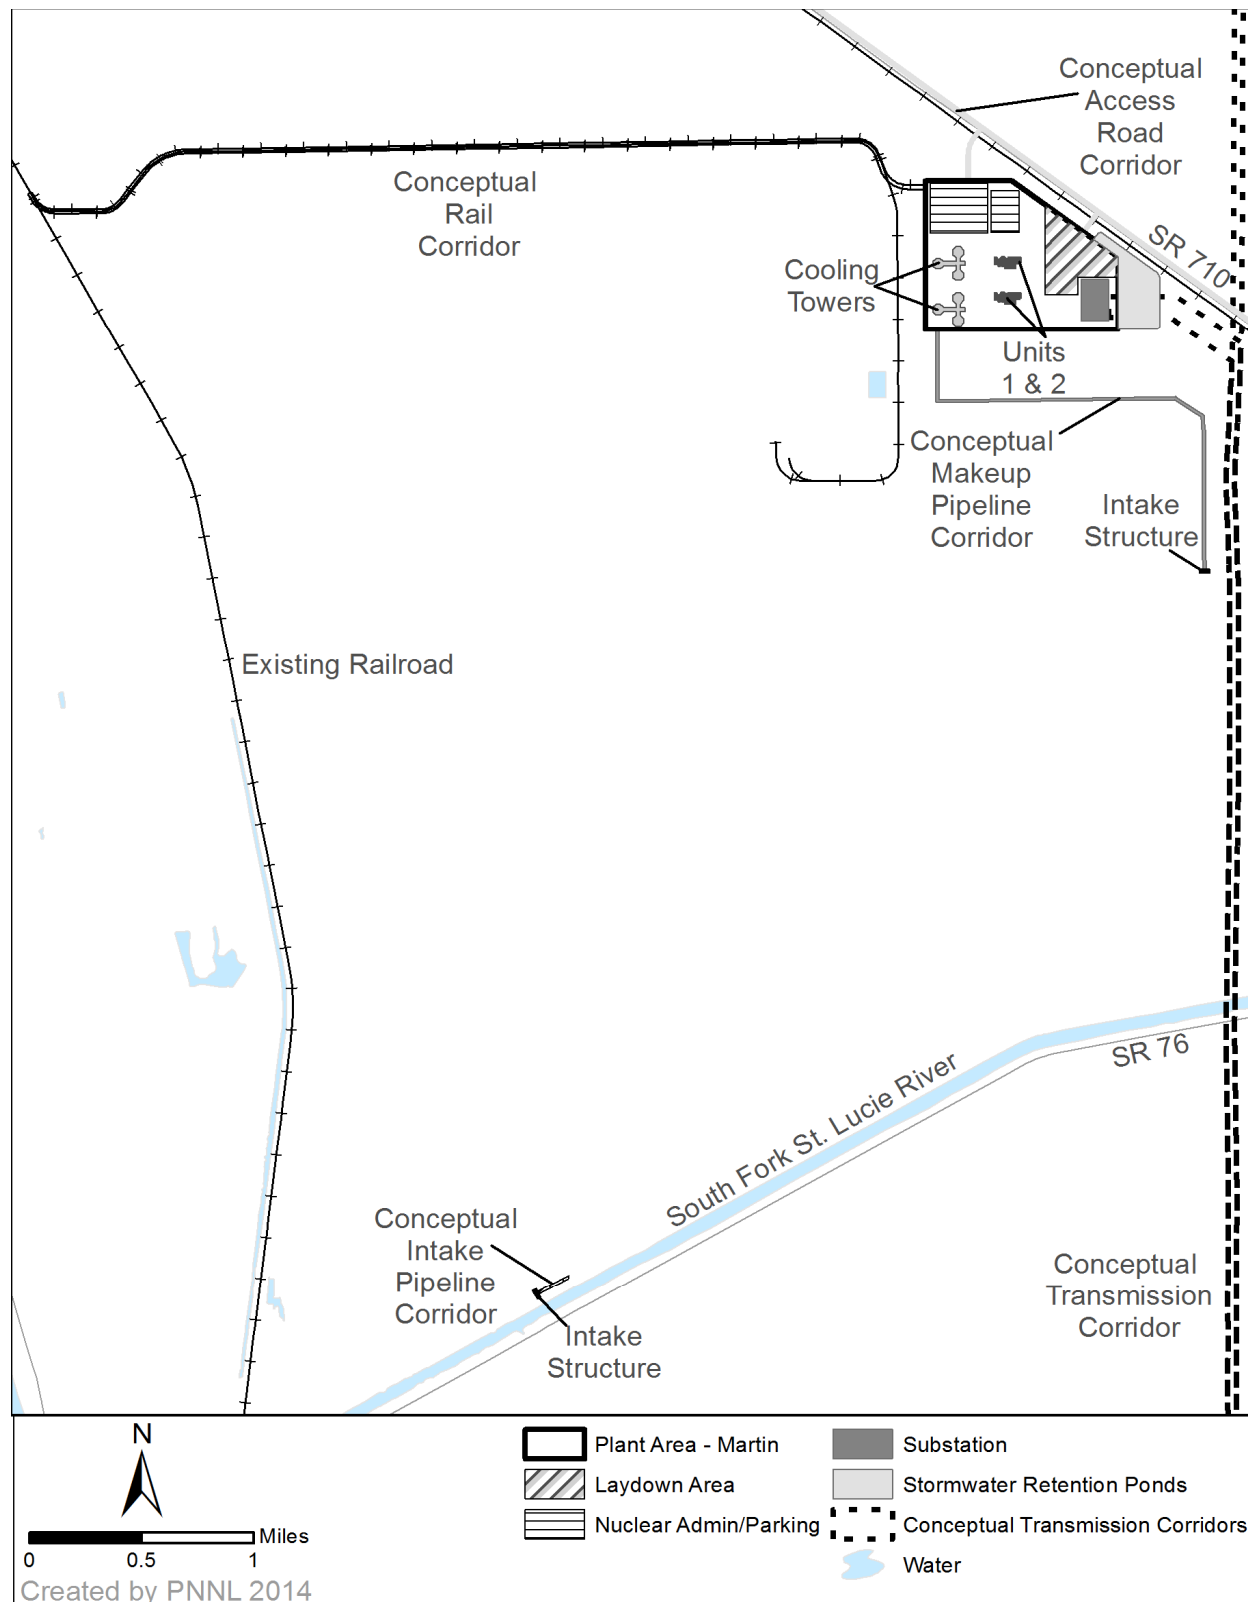 Conceptual
Access
Road
Corridor
Conceptual
Rail
Corridor
SR 710
Cooling
Towers
Units
1 & 2
Conceptual
Makeup
Pipeline
Corridor
Intake
Structure
Existing Railroad
SR 76
South Fork St. Lucie River
Conceptual
Intake
Pipeline
Corridor
Intake
Structure
Conceptual
Transmission
Corridor
N
Miles
0 0.5 1
Created by PNNL 2014
Plant Area - Martin
Laydown Area
Nuclear Admin/Parking
Substation
Stormwater Retention Ponds
Conceptual Transmission Corridors
Water